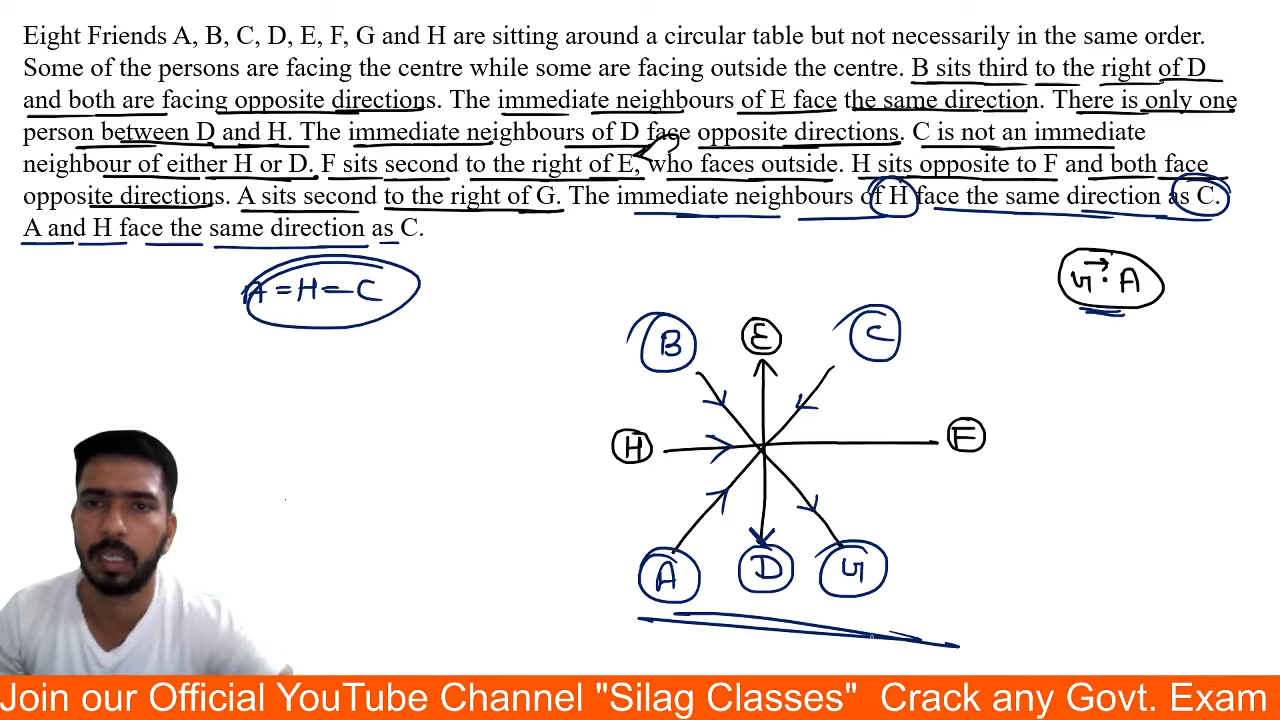 Eight Friends A, B, C, D, E, F, G and H are sitting around a circular table but not necessarily in the same order.
Some of the persons are facing the centre while some are facing outside the centre. B sits third to the right of D
and both are facing opposite directions. The immediate neighbours of E face the same direction. There is only one
person between D and H. The immediate neighbours of D face opposite directions. C is not an immediate
neighbour of either H or D. F sits second to the right of E, who faces outside. H sits opposite to F and both face
opposite directions. A sits second to the right of G. The immediate neighbours of H face the same direction as C.
A and H face the same direction as C.
A = H = C
G · A
B E C
H F
A D G
Join our Official YouTube Channel "Silag Classes" Crack any Govt. Exam